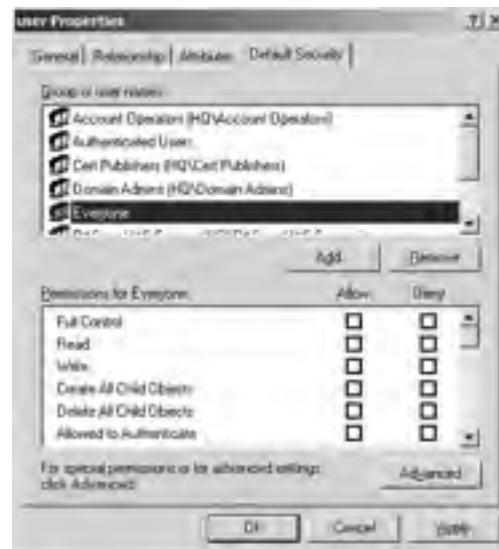 user Properties
General Relationship Attributes Default Security
Group or user names:
Account Operators (HQ\Account Operators)
Authenticated Users
Cert Publishers (HQ\Cert Publishers)
Domain Admins (HQ\Domain Admins)
Everyone
Add Remove
Permissions for Everyone Allow Deny
Full Control
Read
Write
Create All Child Objects
Delete All Child Objects
Allowed to Authenticate
For special permissions or for advanced settings,
click Advanced.
Advanced
OK Cancel Apply